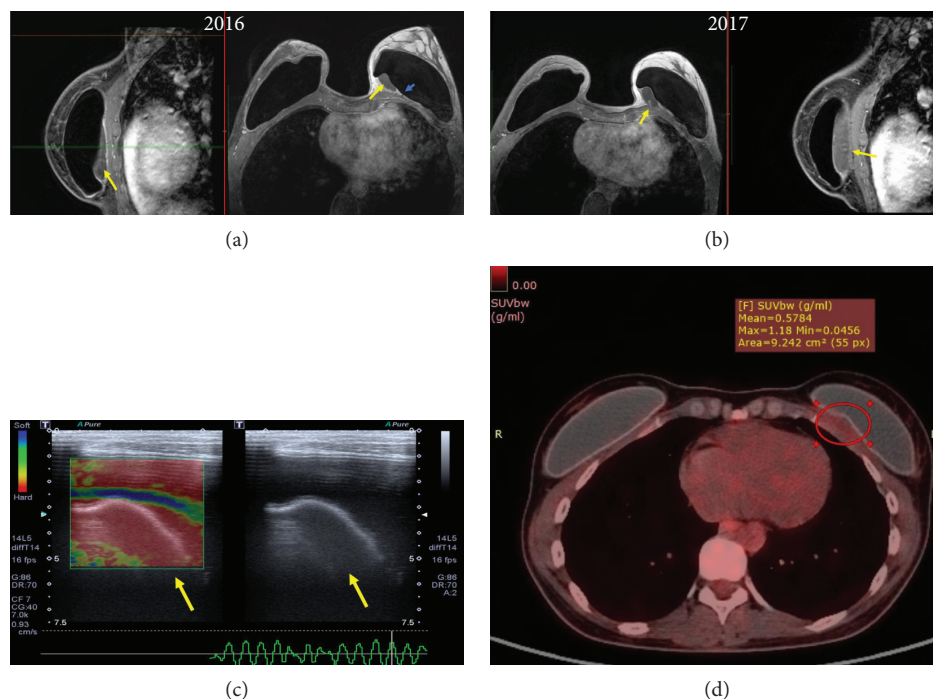 2016
2017
(a)
(b)
Soft
Hard
T
A Pure
0
5
7.5
14L5
diffT14
16 fps
G:86
DR:70
CF 7
CG:40
7.0k
0.93
cm/s
T
A Pure
0
5
7.5
14L5
diffT14
16 fps
G:86
DR:70
A:2
0.00
SUVbw
(g/ml)
[F] SUVbw (g/ml)
Mean=0.5784
Max=1.18 Min=0.0456
Area=9.242 cm² (55 px)
R
(c)
(d)